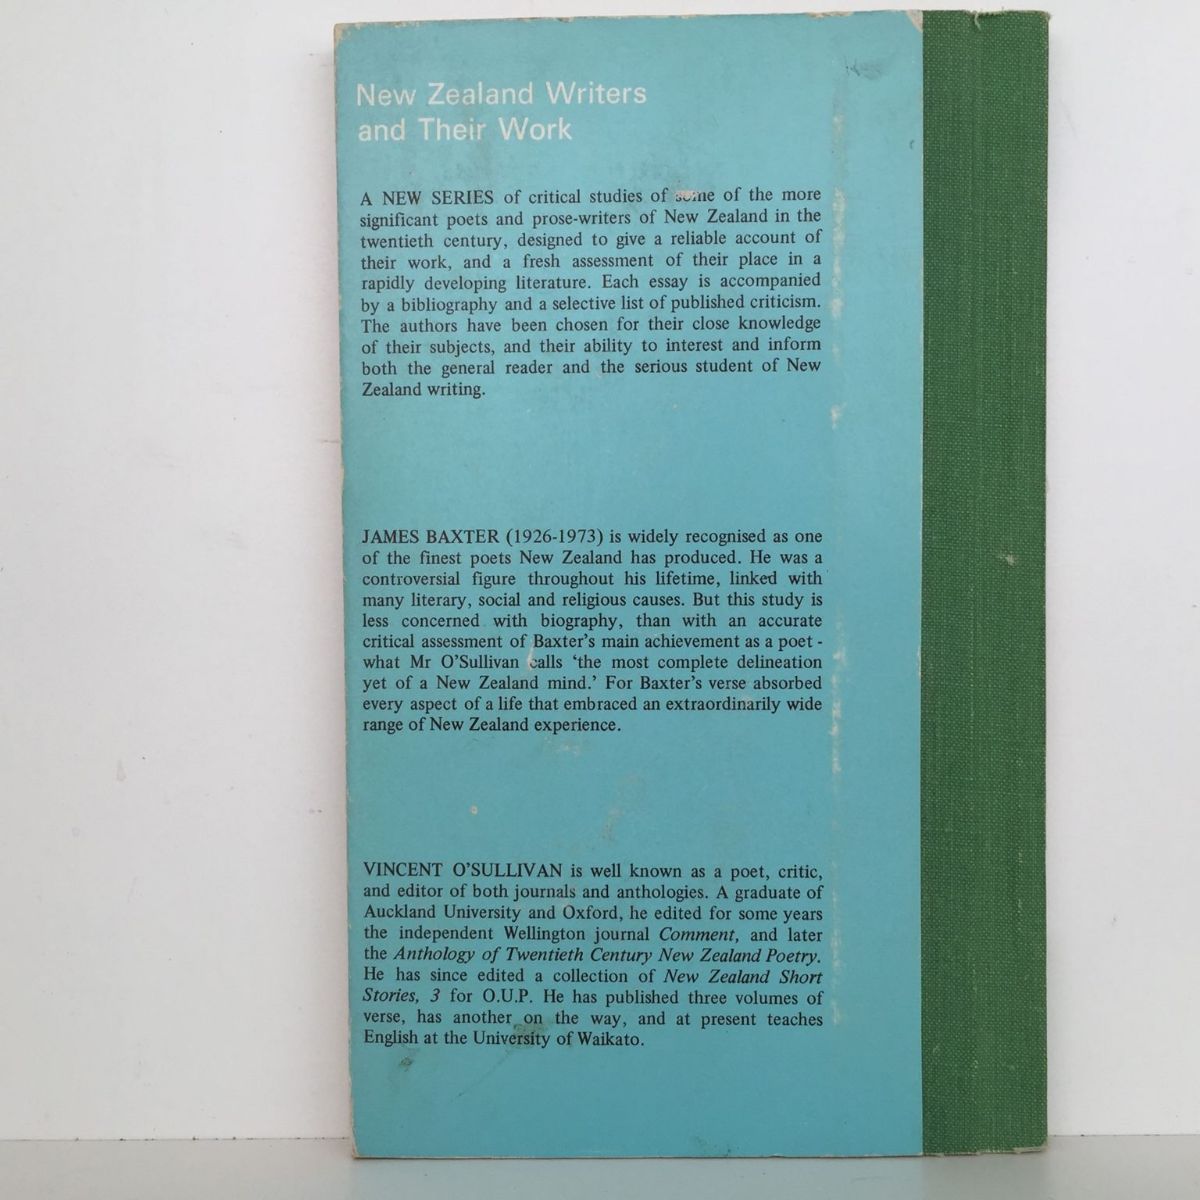 New Zealand Writers
and Their Work
A NEW SERIES of critical studies of some of the more
significant poets and prose-writers of New Zealand in the
twentieth century, designed to give a reliable account of
their work, and a fresh assessment of their place in a
rapidly developing literature. Each essay is accompanied
by a bibliography and a selective list of published criticism.
The authors have been chosen for their close knowledge
of their subjects, and their ability to interest and inform
both the general reader and the serious student of New
Zealand writing.
JAMES BAXTER (1926-1973) is widely recognised as one
of the finest poets New Zealand has produced. He was a
controversial figure throughout his lifetime, linked with
many literary, social and religious causes. But this study is
less concerned with biography, than with an accurate
critical assessment of Baxter's main achievement as a poet -
what Mr O'Sullivan calls 'the most complete delineation
yet of a New Zealand mind.' For Baxter's verse absorbed
every aspect of a life that embraced an extraordinarily wide
range of New Zealand experience.
VINCENT O'SULLIVAN is well known as a poet, critic,
and editor of both journals and anthologies. A graduate of
Auckland University and Oxford, he edited for some years
the independent Wellington journal Comment, and later
the Anthology of Twentieth Century New Zealand Poetry.
He has since edited a collection of New Zealand Short
Stories, 3 for O.U.P. He has published three volumes of
verse, has another on the way, and at present teaches
English at the University of Waikato.